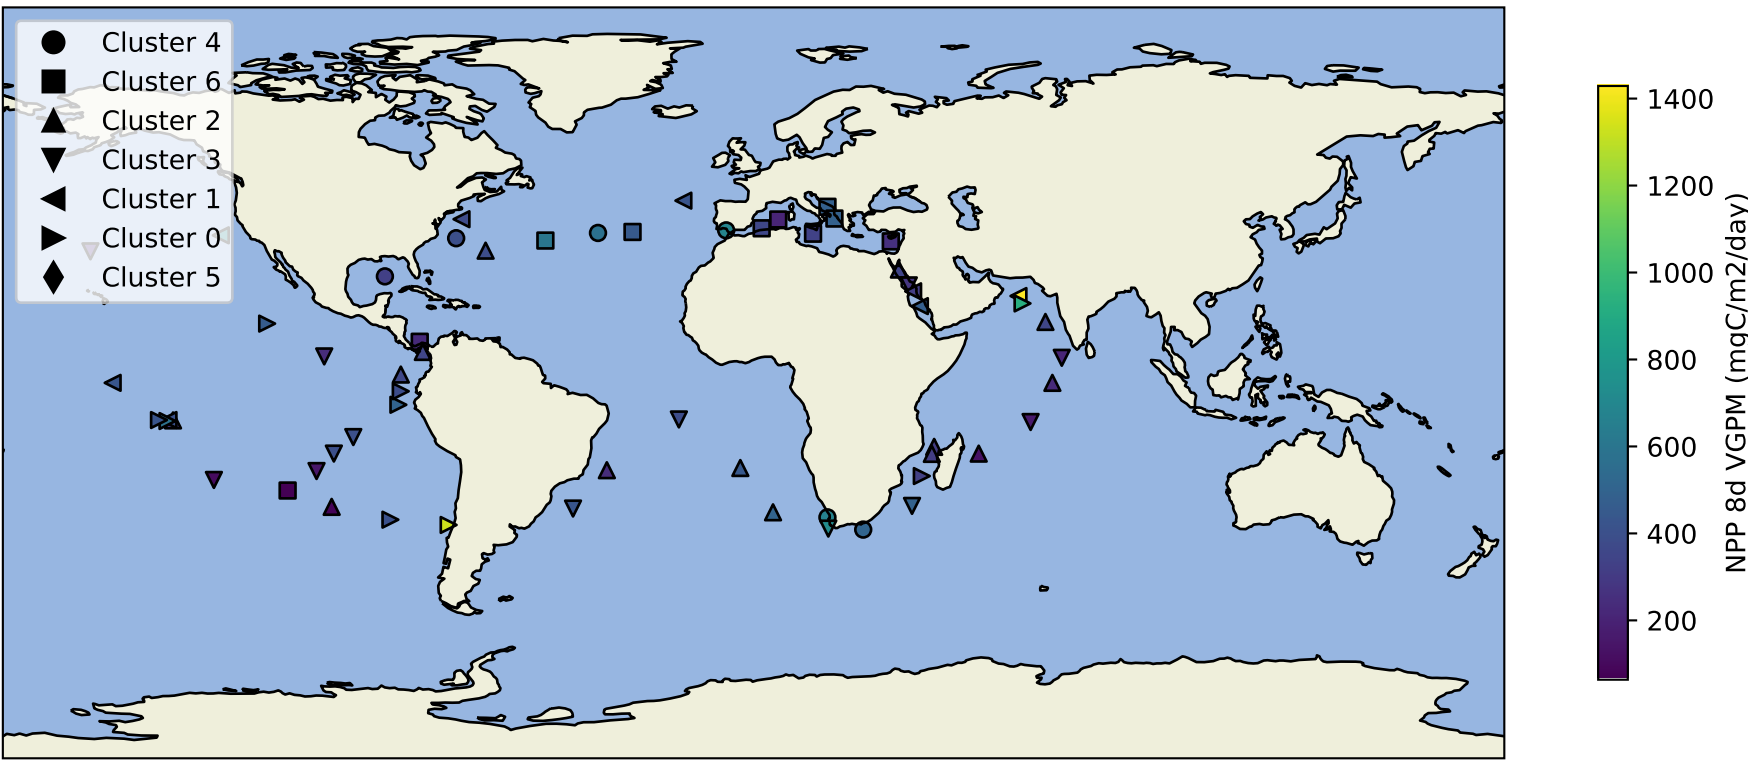 Cluster 4
Cluster 6
Cluster 2
Cluster 3
Cluster 1
Cluster 0
Cluster 5
1400
1200
1000
800
600
400
200
NPP 8d VGPM (mgC/m2/day)